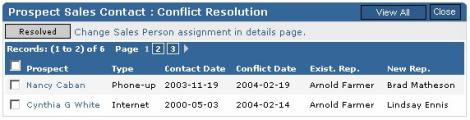 Prospect Sales Contact : Conflict Resolution View All Close
Resolved Change Sales Person assignment in details page.
Records: (1 to 2) of 6 Page 1 2 3
Prospect Type Contact Date Conflict Date Exist. Rep. New Rep.
Nancy Caban Phone-up 2003-11-19 2004-02-19 Arnold Farmer Brad Matheson
Cynthia G White Internet 2000-05-03 2004-02-14 Arnold Farmer Lindsay Ennis